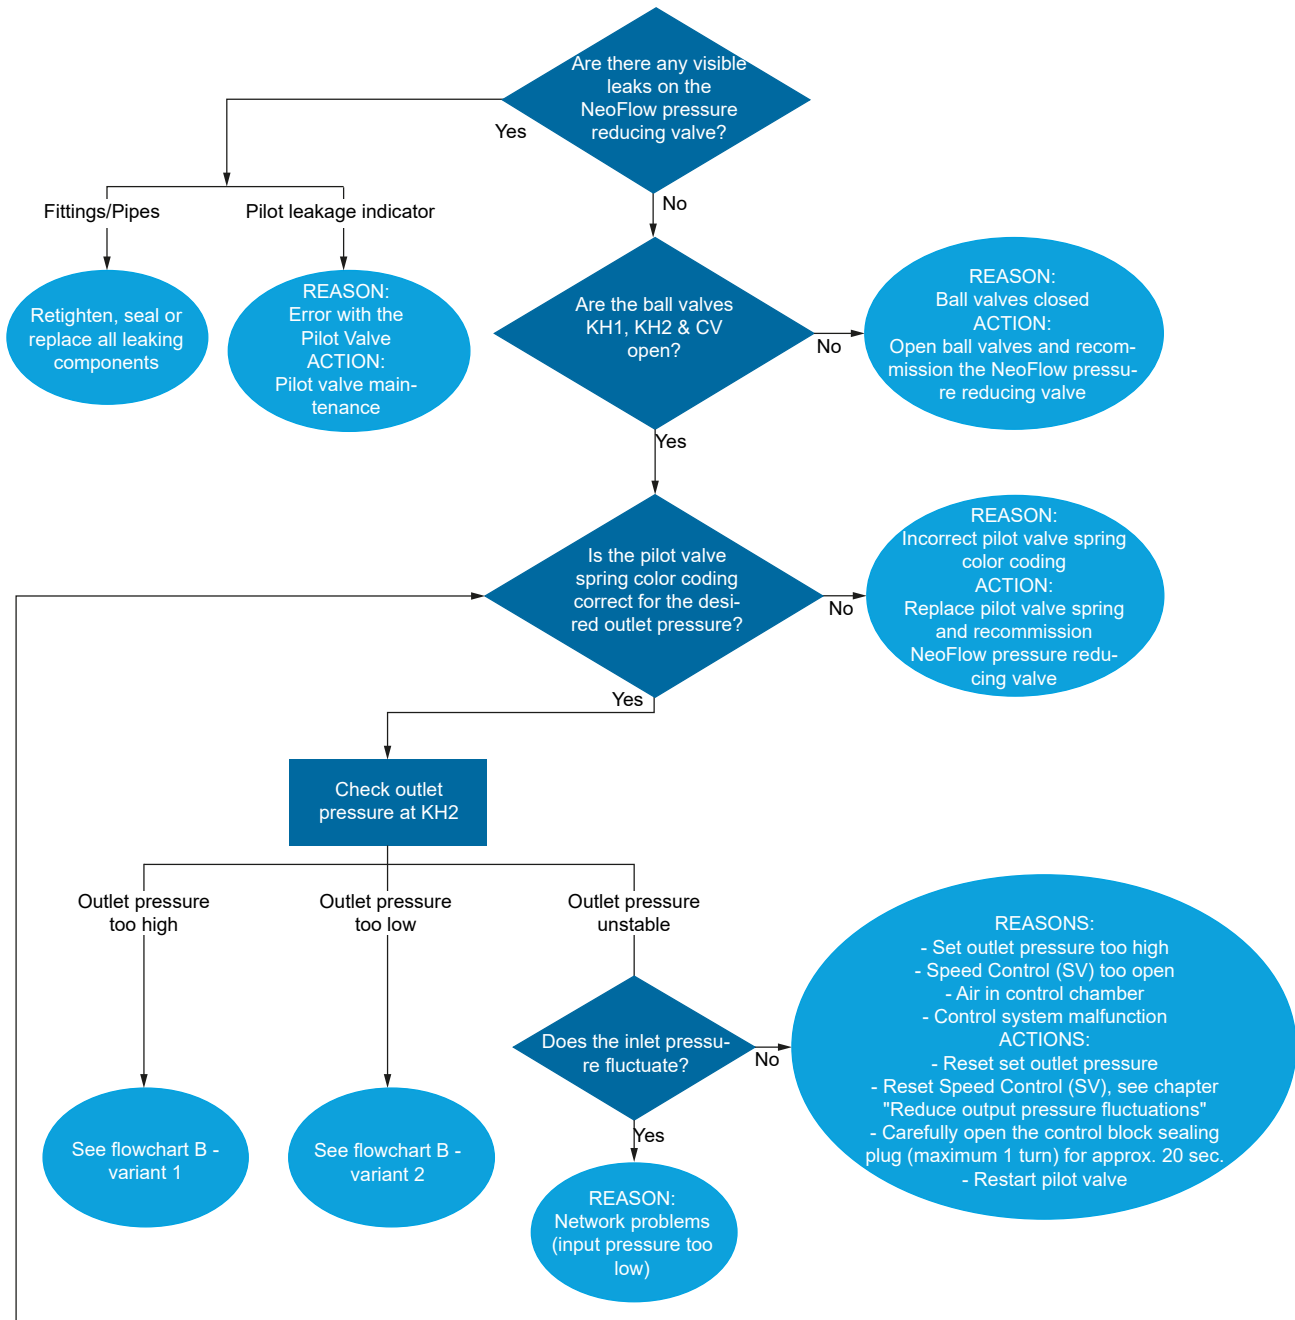 Are there any visible
leaks on the
NeoFlow pressure
reducing valve?
Yes
No
Fittings/Pipes
Pilot leakage indicator
Retighten, seal or
replace all leaking
components
REASON:
Error with the
Pilot Valve
ACTION:
Pilot valve main-
tenance
Are the ball valves
KH1, KH2 & CV
open?
No
Yes
REASON:
Ball valves closed
ACTION:
Open ball valves and recom-
mission the NeoFlow pressu-
re reducing valve
Is the pilot valve
spring color coding
correct for the desi-
red outlet pressure?
No
Yes
REASON:
Incorrect pilot valve spring
color coding
ACTION:
Replace pilot valve spring
and recommission
NeoFlow pressure redu-
cing valve
Check outlet
pressure at KH2
Outlet pressure
too high
Outlet pressure
too low
Outlet pressure
unstable
See flowchart B -
variant 1
See flowchart B -
variant 2
Does the inlet pressu-
re fluctuate?
No
Yes
REASON:
Network problems
(input pressure too
low)
REASONS:
- Set outlet pressure too high
- Speed Control (SV) too open
- Air in control chamber
- Control system malfunction
ACTIONS:
- Reset set outlet pressure
- Reset Speed Control (SV), see chapter
"Reduce output pressure fluctuations"
- Carefully open the control block sealing
plug (maximum 1 turn) for approx. 20 sec.
- Restart pilot valve